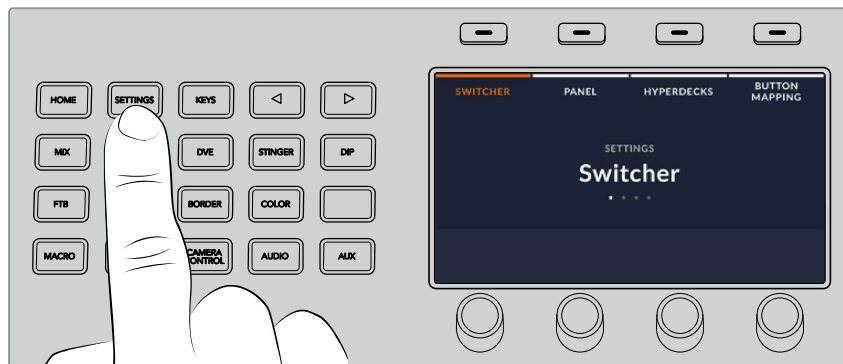 HOME
SETTINGS
KEYS
MIX
DVE
STINGER
DIP
FTB
BORDER
COLOR
MACRO
CAMERA
CONTROL
AUDIO
AUX
SWITCHER
PANEL
HYPERDECKS
BUTTON
MAPPING
SETTINGS
Switcher